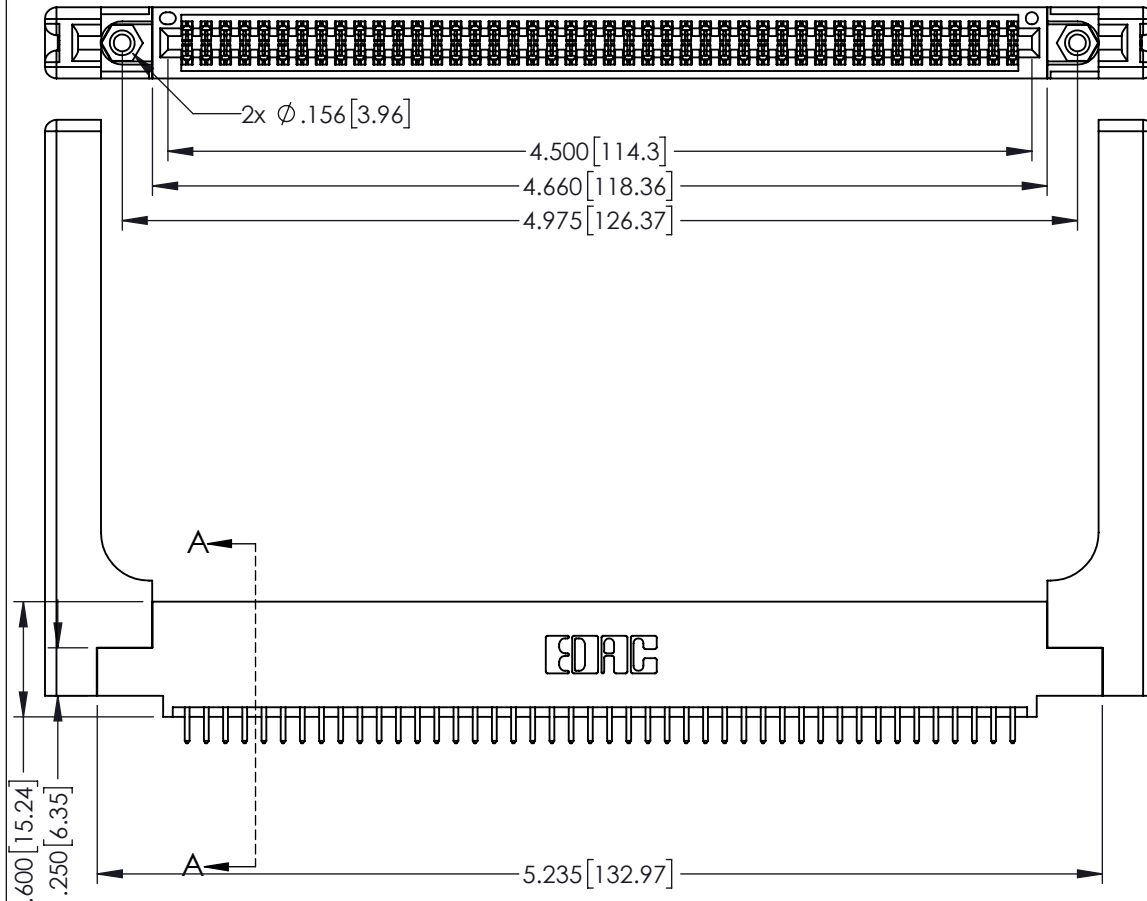 2x Ø.156[3.96]
4.500[114.3]
4.660[118.36]
4.975[126.37]
A
EDAC
.600[15.24]
.250[6.35]
A
5.235[132.97]